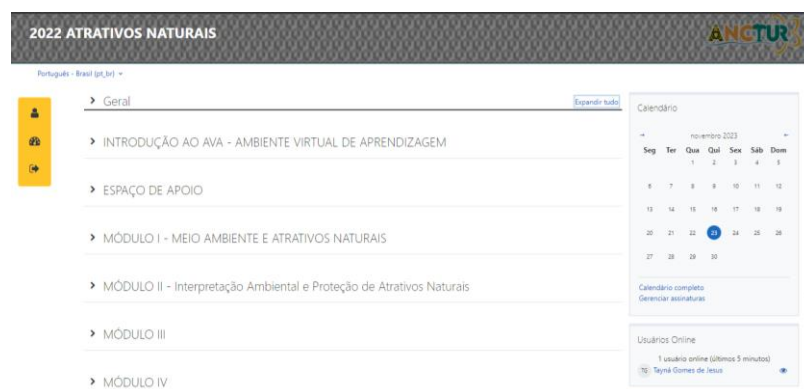 2022 ATRATIVOS NATURAIS
ANCTUR
Português - Brasil (pt_br)
Geral
Expandir tudo
INTRODUÇÃO AO AVA - AMBIENTE VIRTUAL DE APRENDIZAGEM
ESPAÇO DE APOIO
MÓDULO I - MEIO AMBIENTE E ATRATIVOS NATURAIS
MÓDULO II - Interpretação Ambiental e Proteção de Atrativos Naturais
MÓDULO III
MÓDULO IV
Calendário
novembro 2023
Seg Ter Qua Qui Sex Sáb Dom
1 2 3 4 5
6 7 8 9 10 11 12
13 14 15 16 17 18 19
20 21 22 23 24 25 26
27 28 29 30
Calendário completo
Gerenciar assinaturas
Usuários Online
1 usuário online (últimos 5 minutos)
TG Tayná Gomes de Jesus